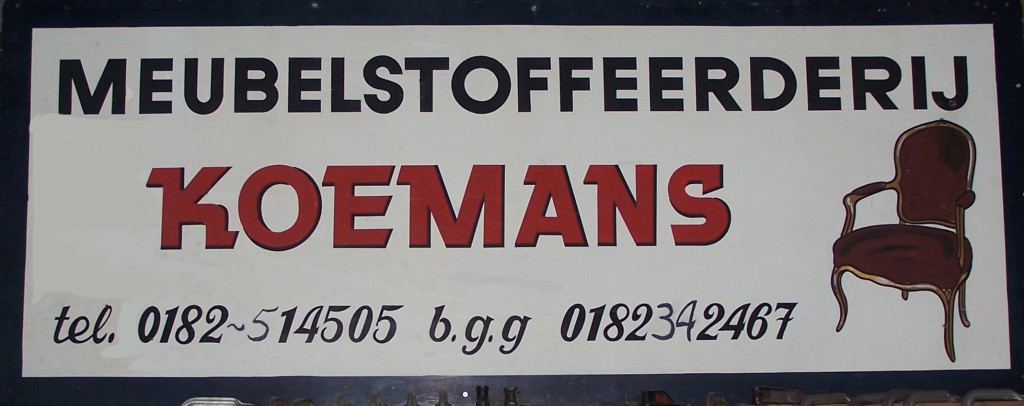 MEUBELSTOFFEERDERIJ
KOEMANS
tel. 0182~514505 b.g.g 0182342467